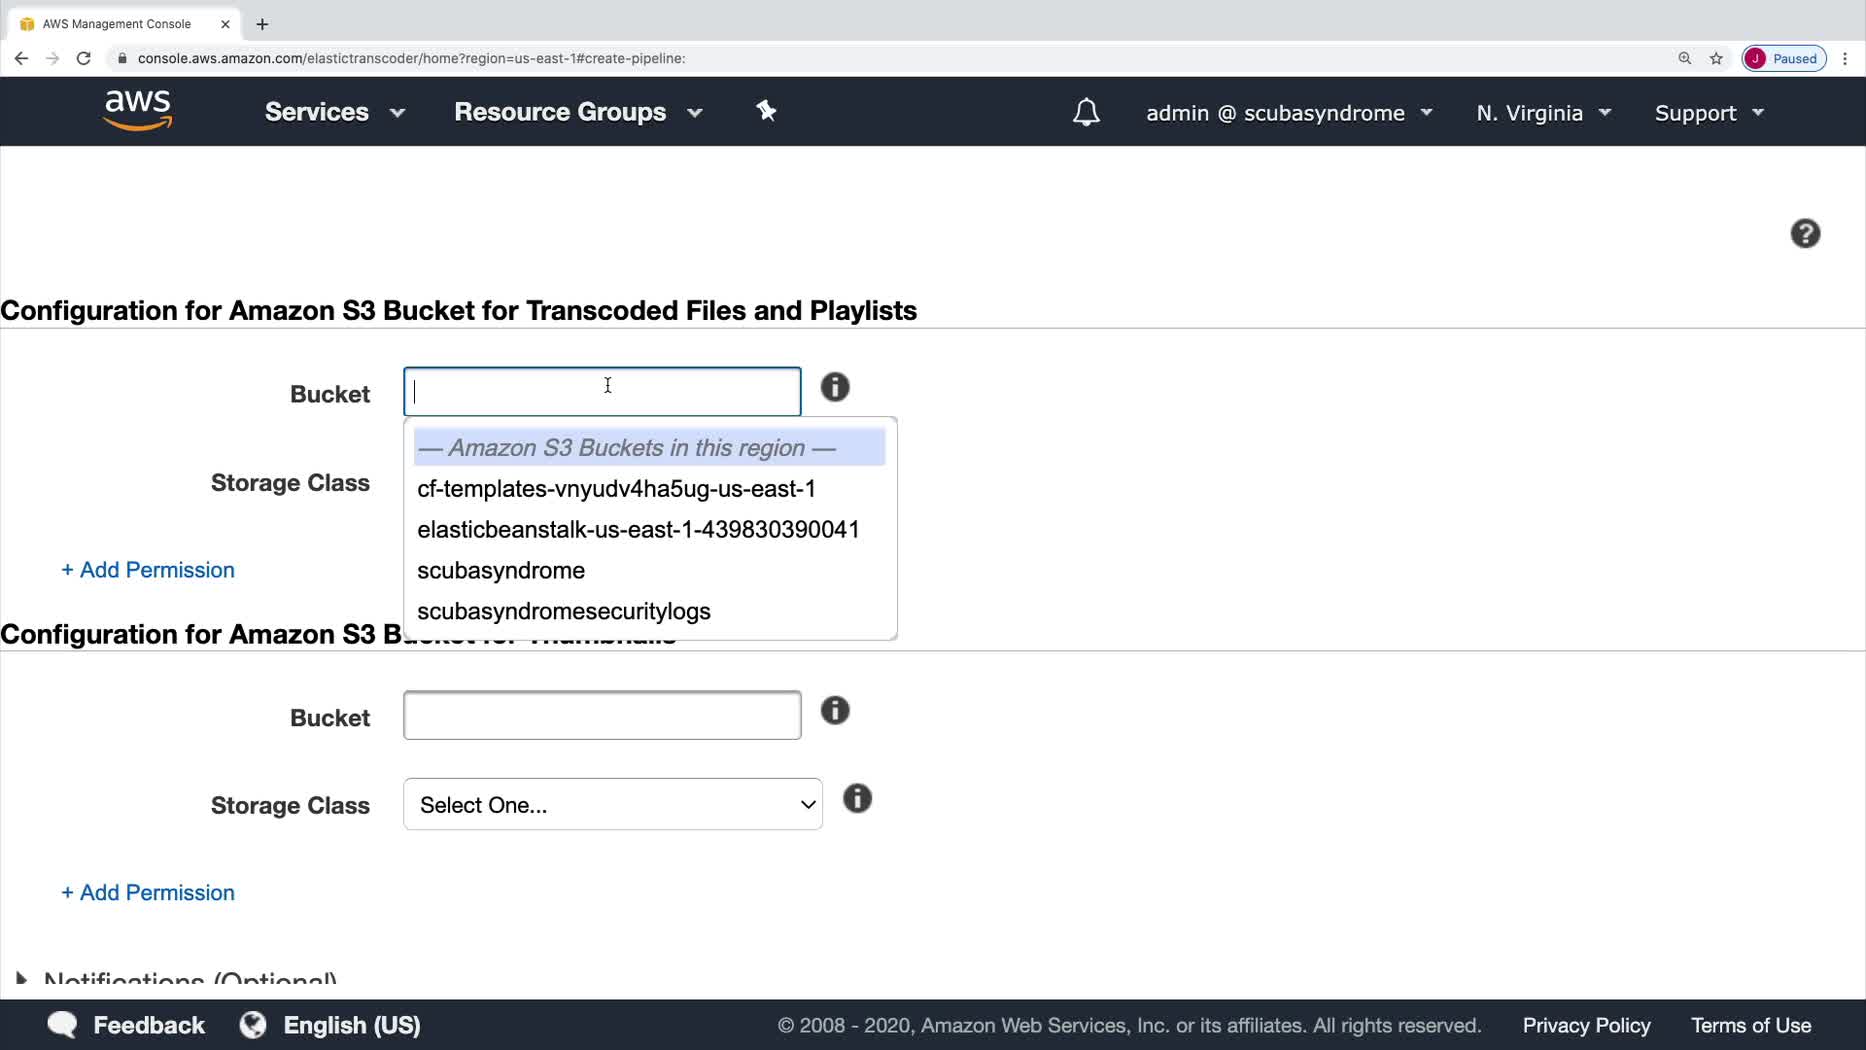 AWS Management Console
console.aws.amazon.com/elastictranscoder/home?region=us-east-1#create-pipeline:
J Paused
aws Services Resource Groups admin @ scubasyndrome N. Virginia Support
Configuration for Amazon S3 Bucket for Transcoded Files and Playlists
Bucket
— Amazon S3 Buckets in this region —
cf-templates-vnyudv4ha5ug-us-east-1
Storage Class
elasticbeanstalk-us-east-1-439830390041
scubasyndrome
+ Add Permission
scubasyndromesecuritylogs
Configuration for Amazon S3 Bucket for Thumbnails
Bucket
Storage Class Select One...
+ Add Permission
Notifications (Optional)
Feedback English (US) © 2008 - 2020, Amazon Web Services, Inc. or its affiliates. All rights reserved. Privacy Policy Terms of Use